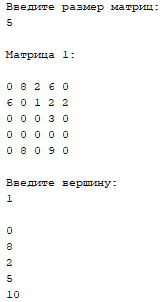 Введите размер матриц:
5
Матрица 1:
0 8 2 6 0
6 0 1 2 2
0 0 0 3 0
0 0 0 0 0
0 8 0 9 0
Введите вершину:
1
0
8
2
5
10